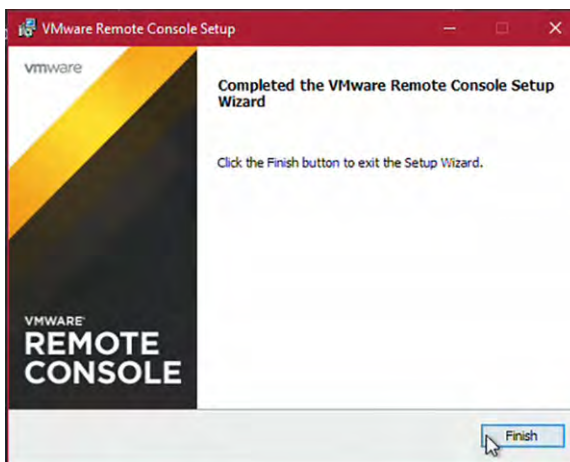 VMware Remote Console Setup
vmware
Completed the VMware Remote Console Setup
Wizard
Click the Finish button to exit the Setup Wizard.
VMWARE®
REMOTE
CONSOLE
Finish